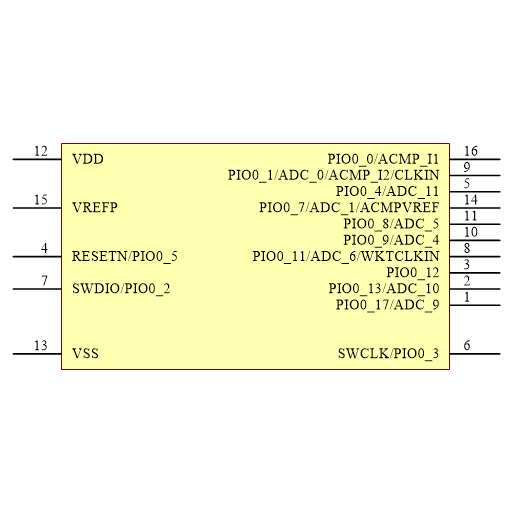 12 VDD PIO0_0/ACMP_I1 16
PIO0_1/ADC_0/ACMP_I2/CLKIN 9
PIO0_4/ADC_11 5
15 VREFP PIO0_7/ADC_1/ACMPVREF 14
PIO0_8/ADC_5 11
PIO0_9/ADC_4 10
4 RESETN/PIO0_5 PIO0_11/ADC_6/WKTCLKIN 8
PIO0_12 3
7 SWDIO/PIO0_2 PIO0_13/ADC_10 2
PIO0_17/ADC_9 1
13 VSS SWCLK/PIO0_3 6